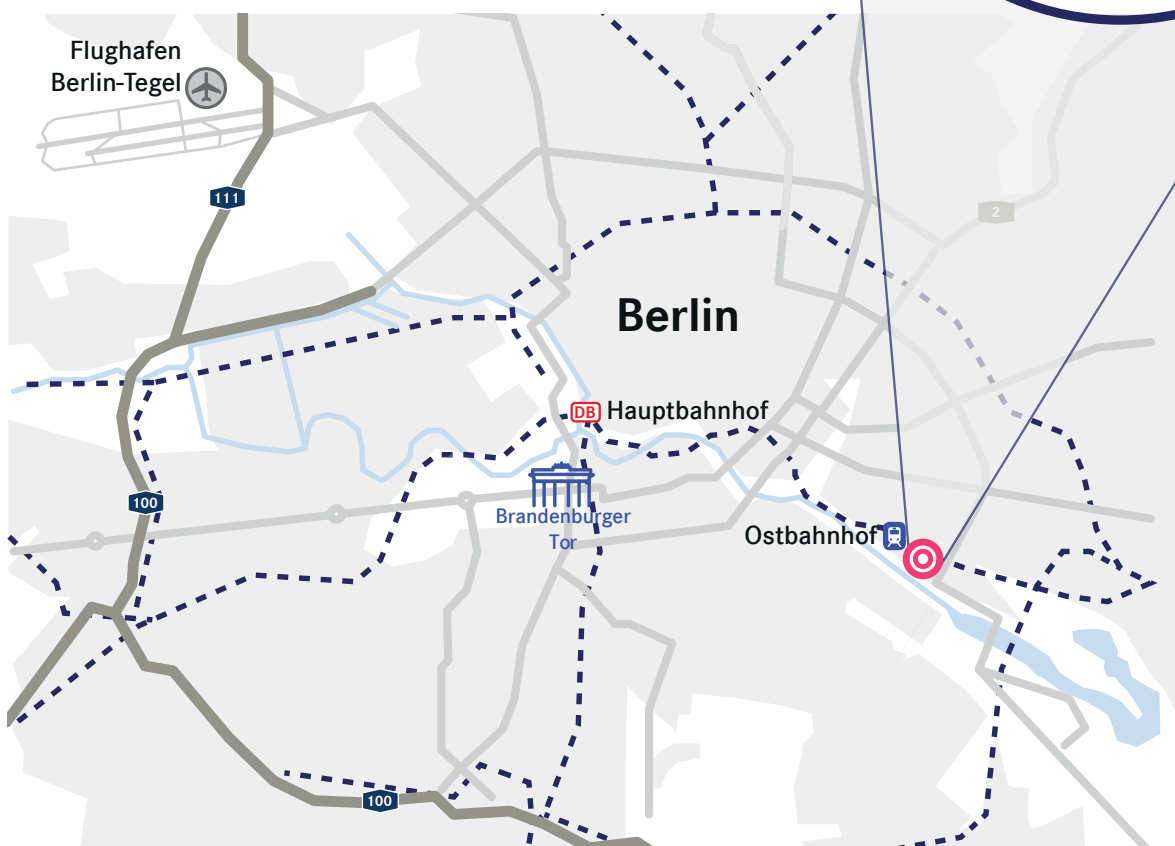 Flughafen
Berlin-Tegel
111
2
Berlin
DB Hauptbahnhof
100
Brandenburger
Tor
Ostbahnhof
100